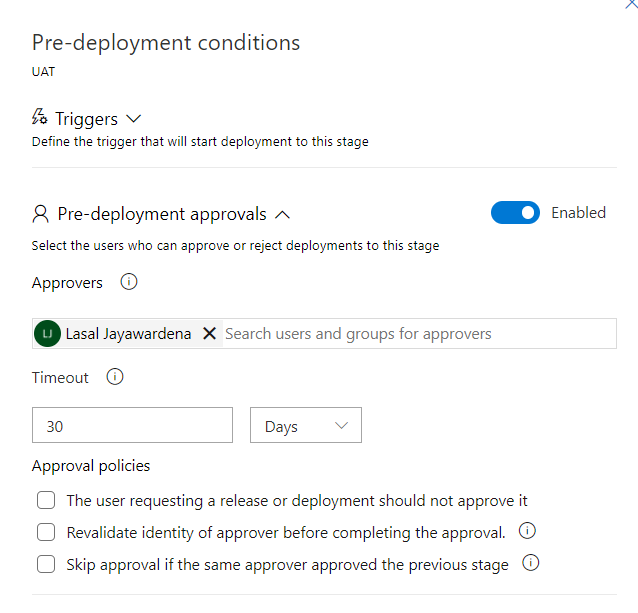 Pre-deployment conditions
UAT
Triggers
Define the trigger that will start deployment to this stage
Pre-deployment approvals
Enabled
Select the users who can approve or reject deployments to this stage
Approvers
LJ Lasal Jayawardena Search users and groups for approvers
Timeout
30 Days
Approval policies
The user requesting a release or deployment should not approve it
Revalidate identity of approver before completing the approval.
Skip approval if the same approver approved the previous stage